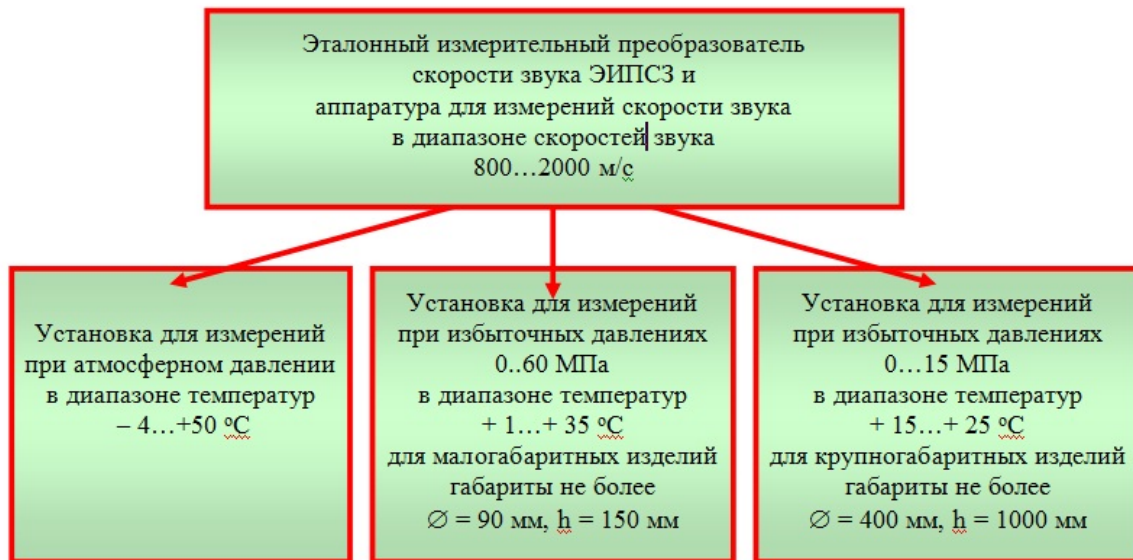 Эталонный измерительный преобразователь
скорости звука ЭИПСЗ и
аппаратура для измерений скорости звука
в диапазоне скоростей звука
800…2000 м/с
Установка для измерений
при атмосферном давлении
в диапазоне температур
– 4…+50 ºС
Установка для измерений
при избыточных давлениях
0..60 МПа
в диапазоне температур
+ 1…+ 35 ºС
для малогабаритных изделий
габариты не более
∅ = 90 мм, h = 150 мм
Установка для измерений
при избыточных давлениях
0…15 МПа
в диапазоне температур
+ 15…+ 25 ºС
для крупногабаритных изделий
габариты не более
∅ = 400 мм, h = 1000 мм